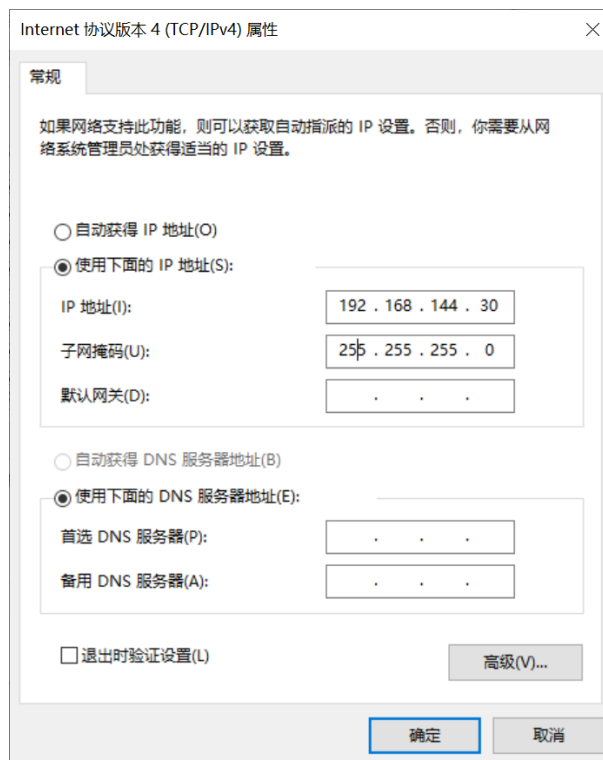 Internet 协议版本 4 (TCP/IPv4) 属性
常规
如果网络支持此功能，则可以获取自动指派的 IP 设置。否则，你需要从网
络系统管理员处获得适当的 IP 设置。
自动获得 IP 地址(O)
使用下面的 IP 地址(S):
IP 地址(I): 192 . 168 . 144 . 30
子网掩码(U): 255 . 255 . 255 . 0
默认网关(D): . . .
自动获得 DNS 服务器地址(B)
使用下面的 DNS 服务器地址(E):
首选 DNS 服务器(P): . . .
备用 DNS 服务器(A): . . .
退出时验证设置(L)
高级(V)...
确定 取消